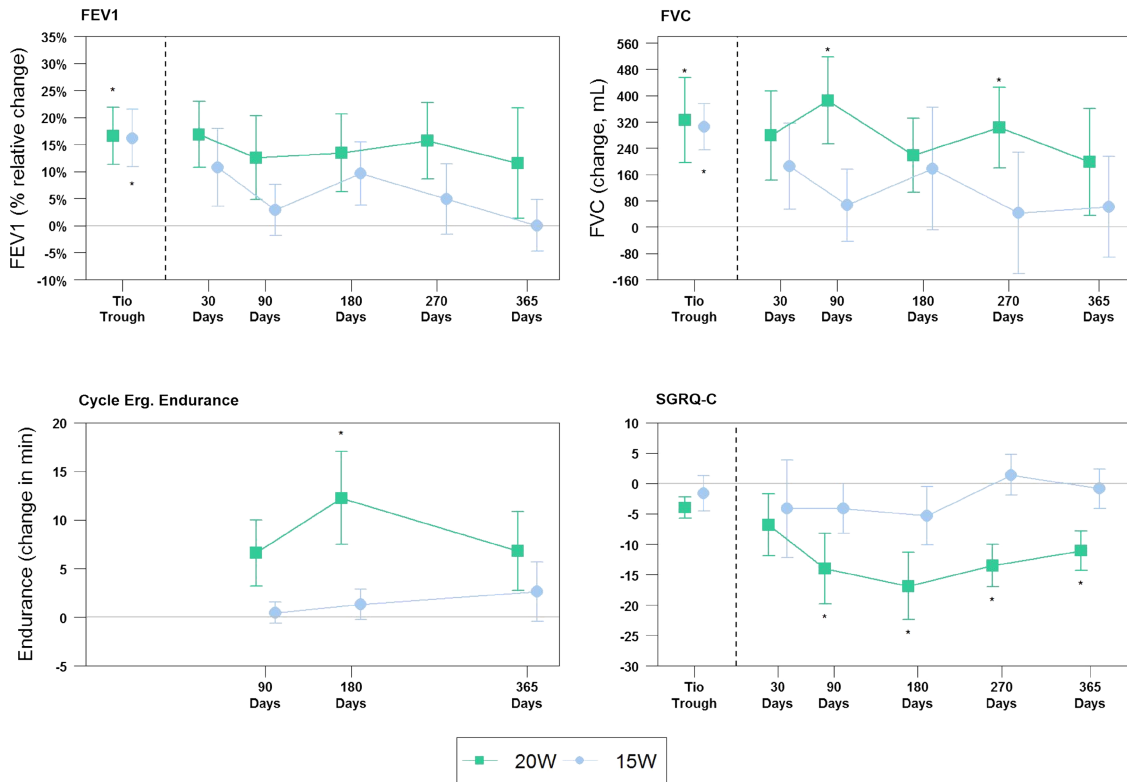 FEV1
FEV1 (% relative change)
35%
30%
25%
20%
15%
10%
5%
0%
-5%
-10%
*
*
Tio Trough
30 Days
90 Days
180 Days
270 Days
365 Days
FVC
FVC (change, mL)
560
480
400
320
240
160
80
0
-80
-160
*
*
*
*
Tio Trough
30 Days
90 Days
180 Days
270 Days
365 Days
Cycle Erg. Endurance
Endurance (change in min)
20
15
10
5
0
-5
*
90 Days
180 Days
365 Days
SGRQ-C
10
5
0
-5
-10
-15
-20
-25
-30
*
*
*
*
Tio Trough
30 Days
90 Days
180 Days
270 Days
365 Days
20W
15W